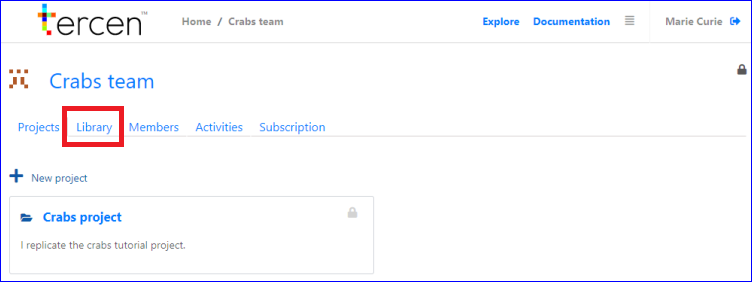 tercen™ Home / Crabs team Explore Documentation Marie Curie
Crabs team
Projects Library Members Activities Subscription
New project
Crabs project
I replicate the crabs tutorial project.